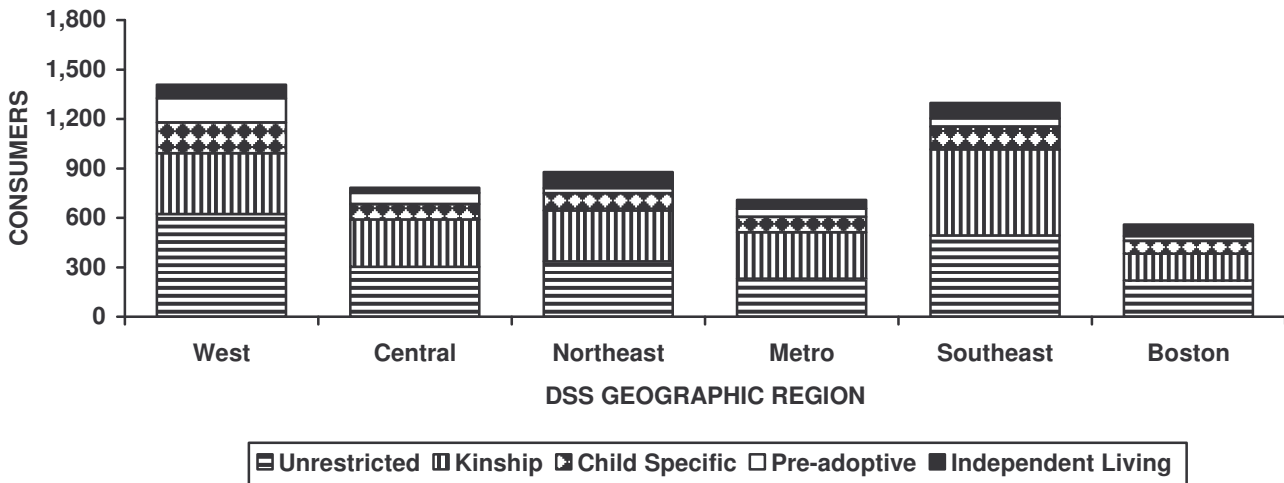 1,800
1,500
1,200
900
600
300
0
CONSUMERS
West Central Northeast Metro Southeast Boston
DSS GEOGRAPHIC REGION
Unrestricted Kinship Child Specific Pre-adoptive Independent Living